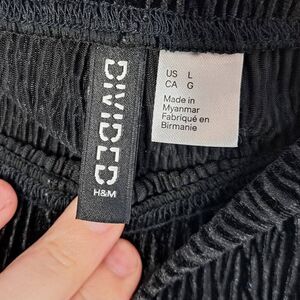 DIVIDED
H&M
US L
CA G
Made in
Myanmar
Fabriqué en
Birmanie